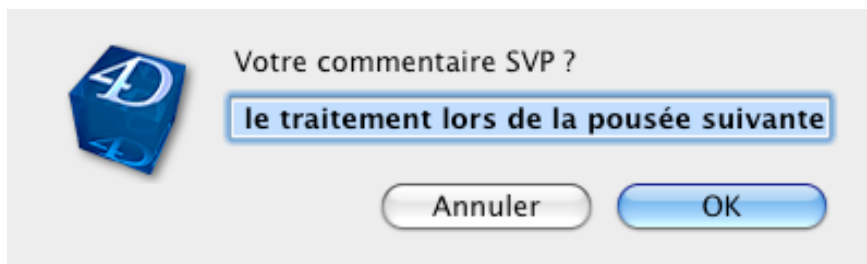 4D
Votre commentaire SVP ?
le traitement lors de la pousée suivante
Annuler
OK